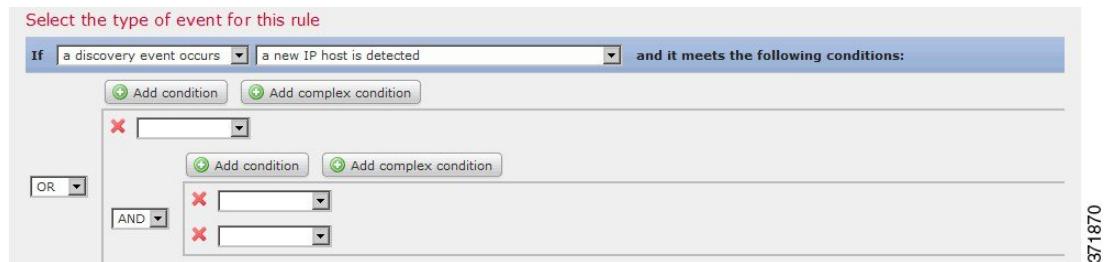 Select the type of event for this rule
If a discovery event occurs a new IP host is detected and it meets the following conditions:
Add condition Add complex condition
Add condition Add complex condition
OR
AND
371870